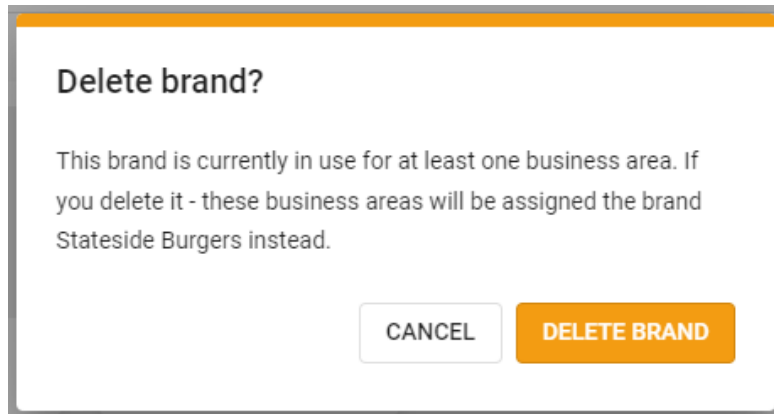 Delete brand?
This brand is currently in use for at least one business area. If
you delete it - these business areas will be assigned the brand
Stateside Burgers instead.
CANCEL
DELETE BRAND